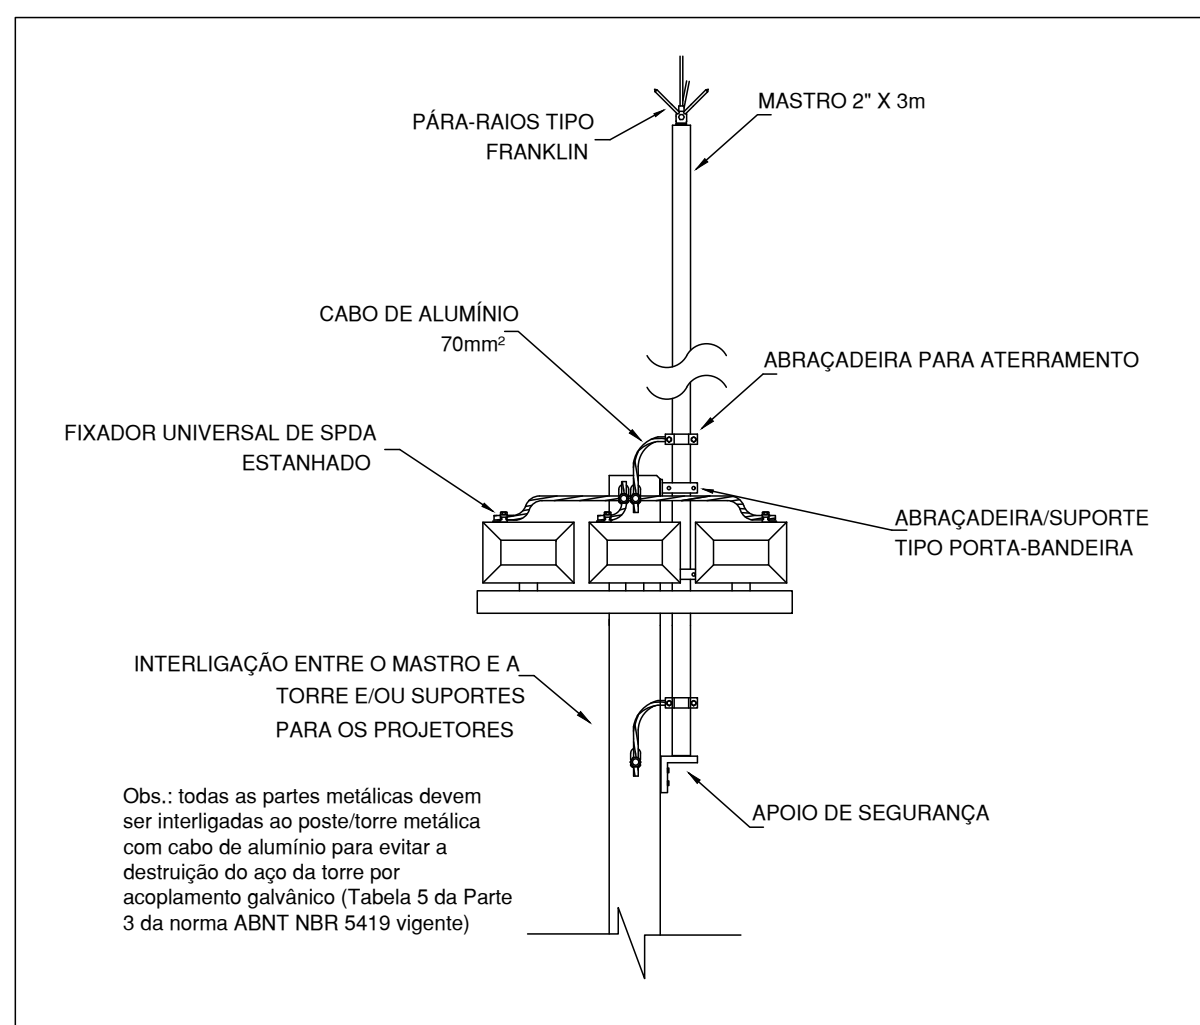 PÁRA-RAIOS TIPO
FRANKLIN
MASTRO 2" X 3m
CABO DE ALUMÍNIO
70mm²
ABRAÇADEIRA PARA ATERRAMENTO
FIXADOR UNIVERSAL DE SPDA
ESTANHADO
ABRAÇADEIRA/SUPORTE
TIPO PORTA-BANDEIRA
INTERLIGAÇÃO ENTRE O MASTRO E A
TORRE E/OU SUPORTES
PARA OS PROJETORES
Obs.: todas as partes metálicas devem
ser interligadas ao poste/torre metálica
com cabo de alumínio para evitar a
destruição do aço da torre por
acoplamento galvânico (Tabela 5 da Parte
3 da norma ABNT NBR 5419 vigente)
APOIO DE SEGURANÇA